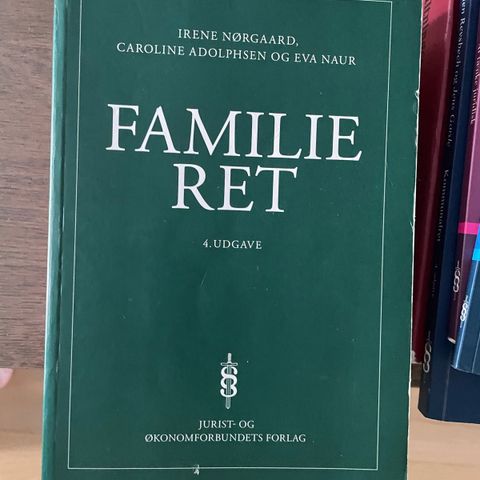 IRENE NØRGAARD,
CAROLINE ADOLPHSEN OG EVA NAUR
FAMILIE
RET
4. UDGAVE
JURIST- OG
ØKONOMFORBUNDETS FORLAG